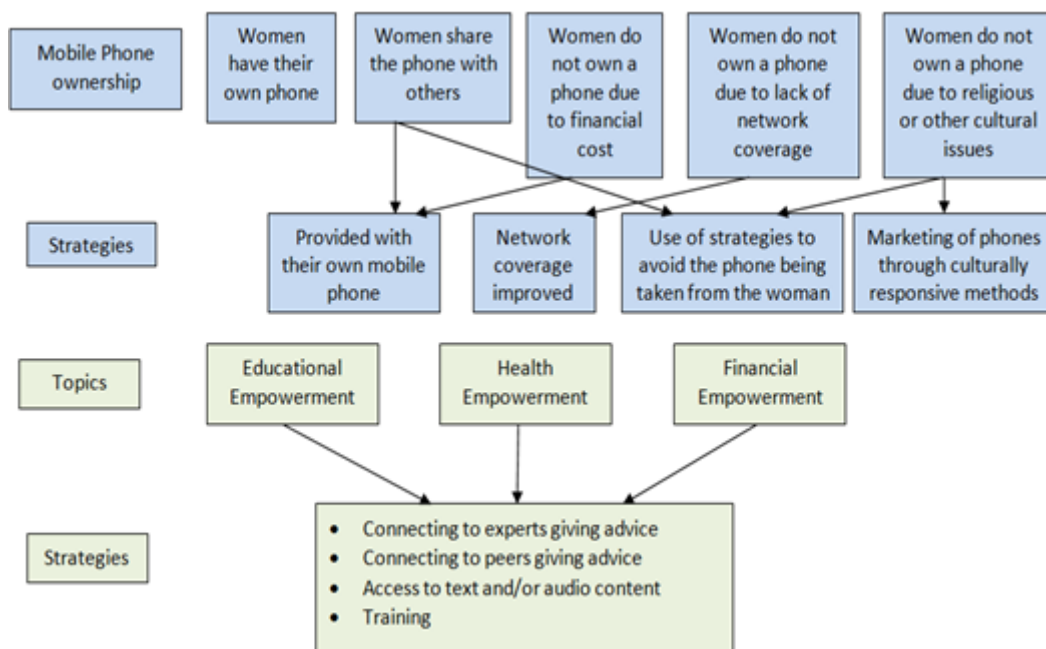 Mobile Phone
ownership
Women
have their
own phone
Women share
the phone with
others
Women do
not own a
phone due
to financial
cost
Women do not
own a phone
due to lack of
network
coverage
Women do not
own a phone
due to religious
or other cultural
issues
Strategies
Provided with
their own mobile
phone
Network
coverage
improved
Use of strategies to
avoid the phone being
taken from the woman
Marketing of phones
through culturally
responsive methods
Topics
Educational
Empowerment
Health
Empowerment
Financial
Empowerment
Strategies
• Connecting to experts giving advice
• Connecting to peers giving advice
• Access to text and/or audio content
• Training